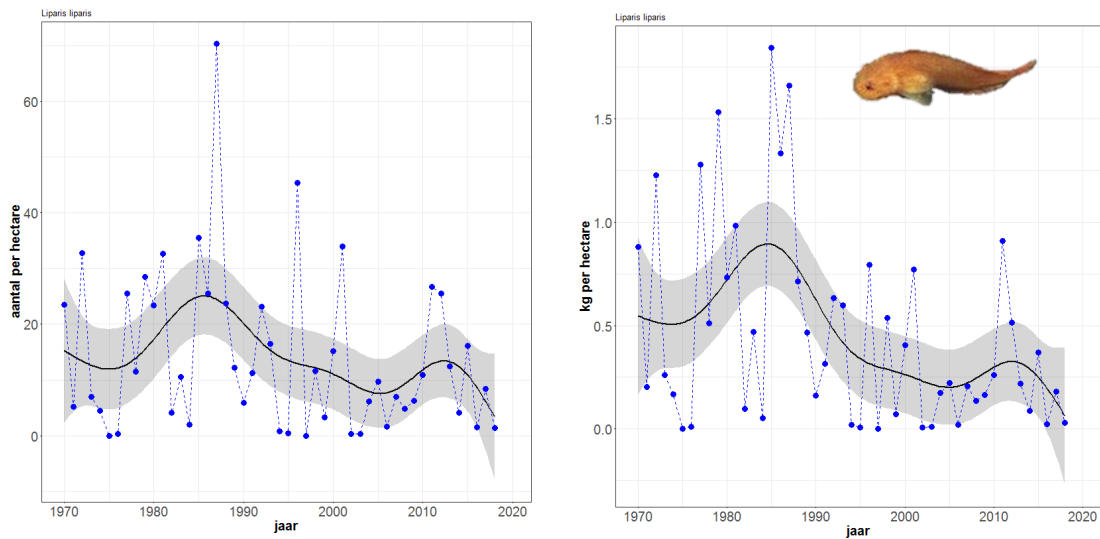 Liparis liparis
aantal per hectare
60
40
20
0
1970 1980 1990 2000 2010 2020
jaar
Liparis liparis
kg per hectare
1.5
1.0
0.5
0.0
1970 1980 1990 2000 2010 2020
jaar